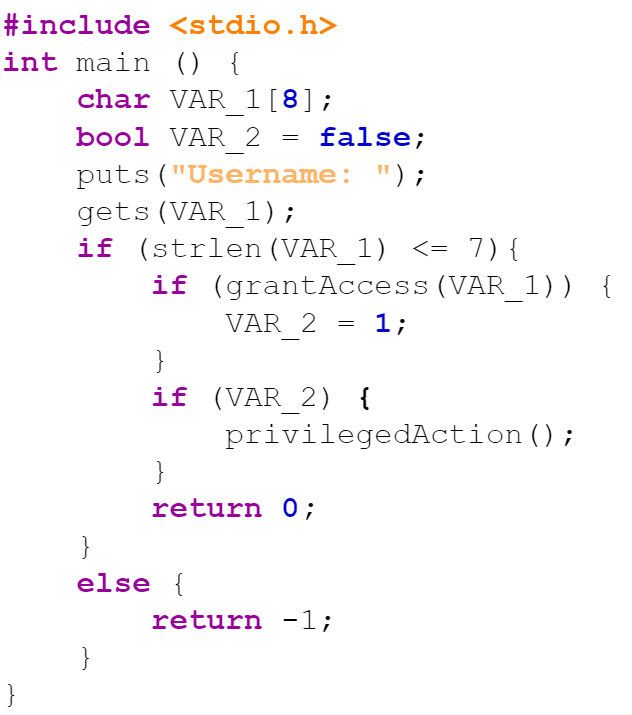 #include <stdio.h>
int main () {
    char VAR_1[8];
    bool VAR_2 = false;
    puts("Username: ");
    gets(VAR_1);
    if (strlen(VAR_1) <= 7){
        if (grantAccess(VAR_1)) {
            VAR_2 = 1;
        }
        if (VAR_2) {
            privilegedAction();
        }
        return 0;
    }
    else {
        return -1;
    }
}